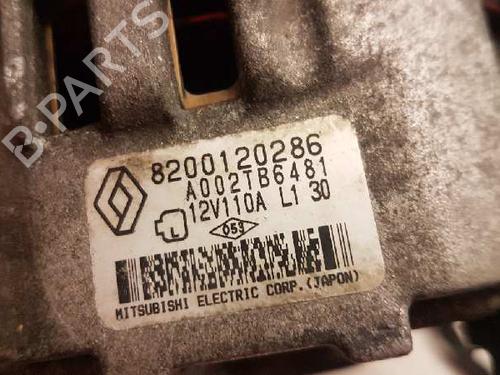 B-PARTS
8200120286
A002TB6481
12V110A L1 30
059
MITSUBISHI ELECTRIC CORP.(JAPON)